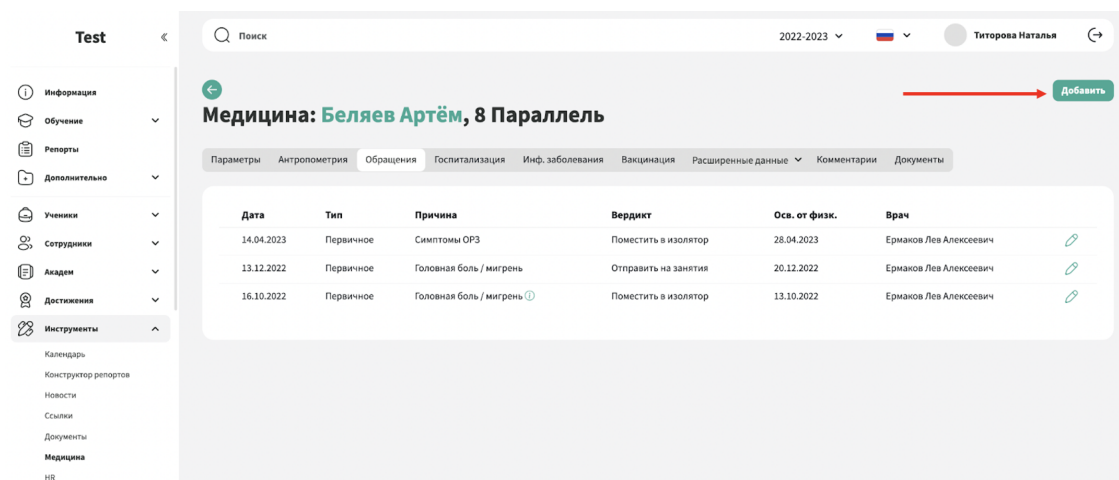 Test
«
Поиск
2022-2023
Титорова Наталья
Информация
Обучение
Репорты
Дополнительно
Ученики
Сотрудники
Академ
Достижения
Инструменты
Календарь
Конструктор репортов
Новости
Ссылки
Документы
Медицина
HR
Добавить
Медицина: Беляев Артём, 8 Параллель
Параметры Антропометрия Обращения Госпитализация Инф. заболевания Вакцинация Расширенные данные Комментарии Документы
Дата Тип Причина Вердикт Осв. от физк. Врач
14.04.2023 Первичное Симптомы ОРЗ Поместить в изолятор 28.04.2023 Ермаков Лев Алексеевич
13.12.2022 Первичное Головная боль / мигрень Отправить на занятия 20.12.2022 Ермаков Лев Алексеевич
16.10.2022 Первичное Головная боль / мигрень Поместить в изолятор 13.10.2022 Ермаков Лев Алексеевич